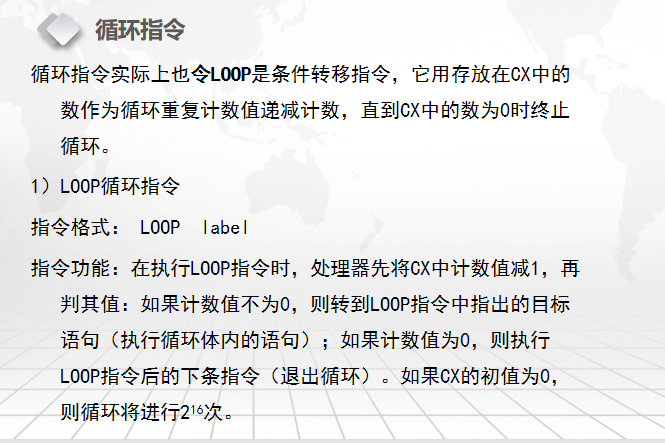 循环指令
循环指令实际上也令LOOP是条件转移指令，它用存放在CX中的
数作为循环重复计数值递减计数，直到CX中的数为0时终止
循环。
1）LOOP循环指令
指令格式： LOOP label
指令功能：在执行LOOP指令时，处理器先将CX中计数值减1，再
判其值：如果计数值不为0，则转到LOOP指令中指出的目标
语句（执行循环体内的语句）；如果计数值为0，则执行
LOOP指令后的下条指令（退出循环）。如果CX的初值为0，
则循环将进行2¹⁶次。